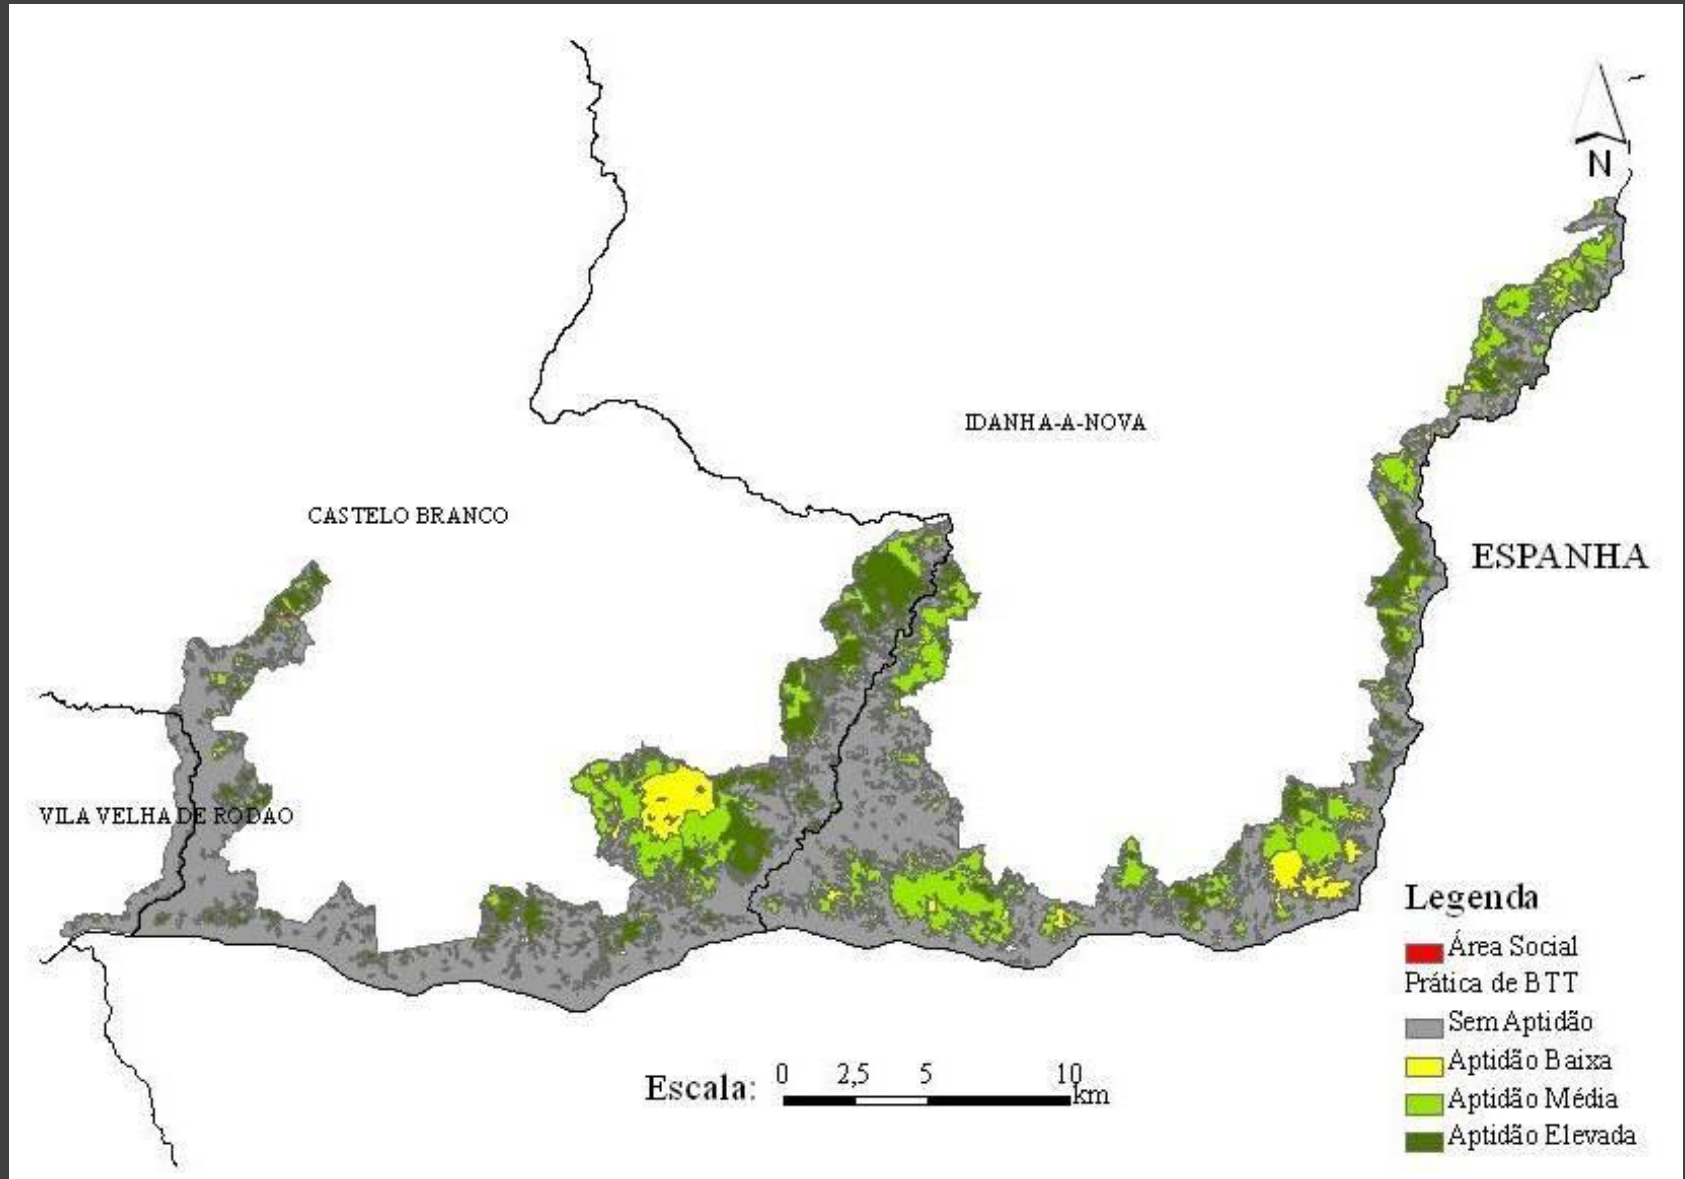 N
IDANHA-A-NOVA
CASTELO BRANCO
ESPANHA
VILA VELHA DE RODAO
Legenda
Área Social
Prática de BTT
Sem Aptidão
Aptidão Baixa
Aptidão Média
Aptidão Elevada
Escala: 0 2,5 5 10 km